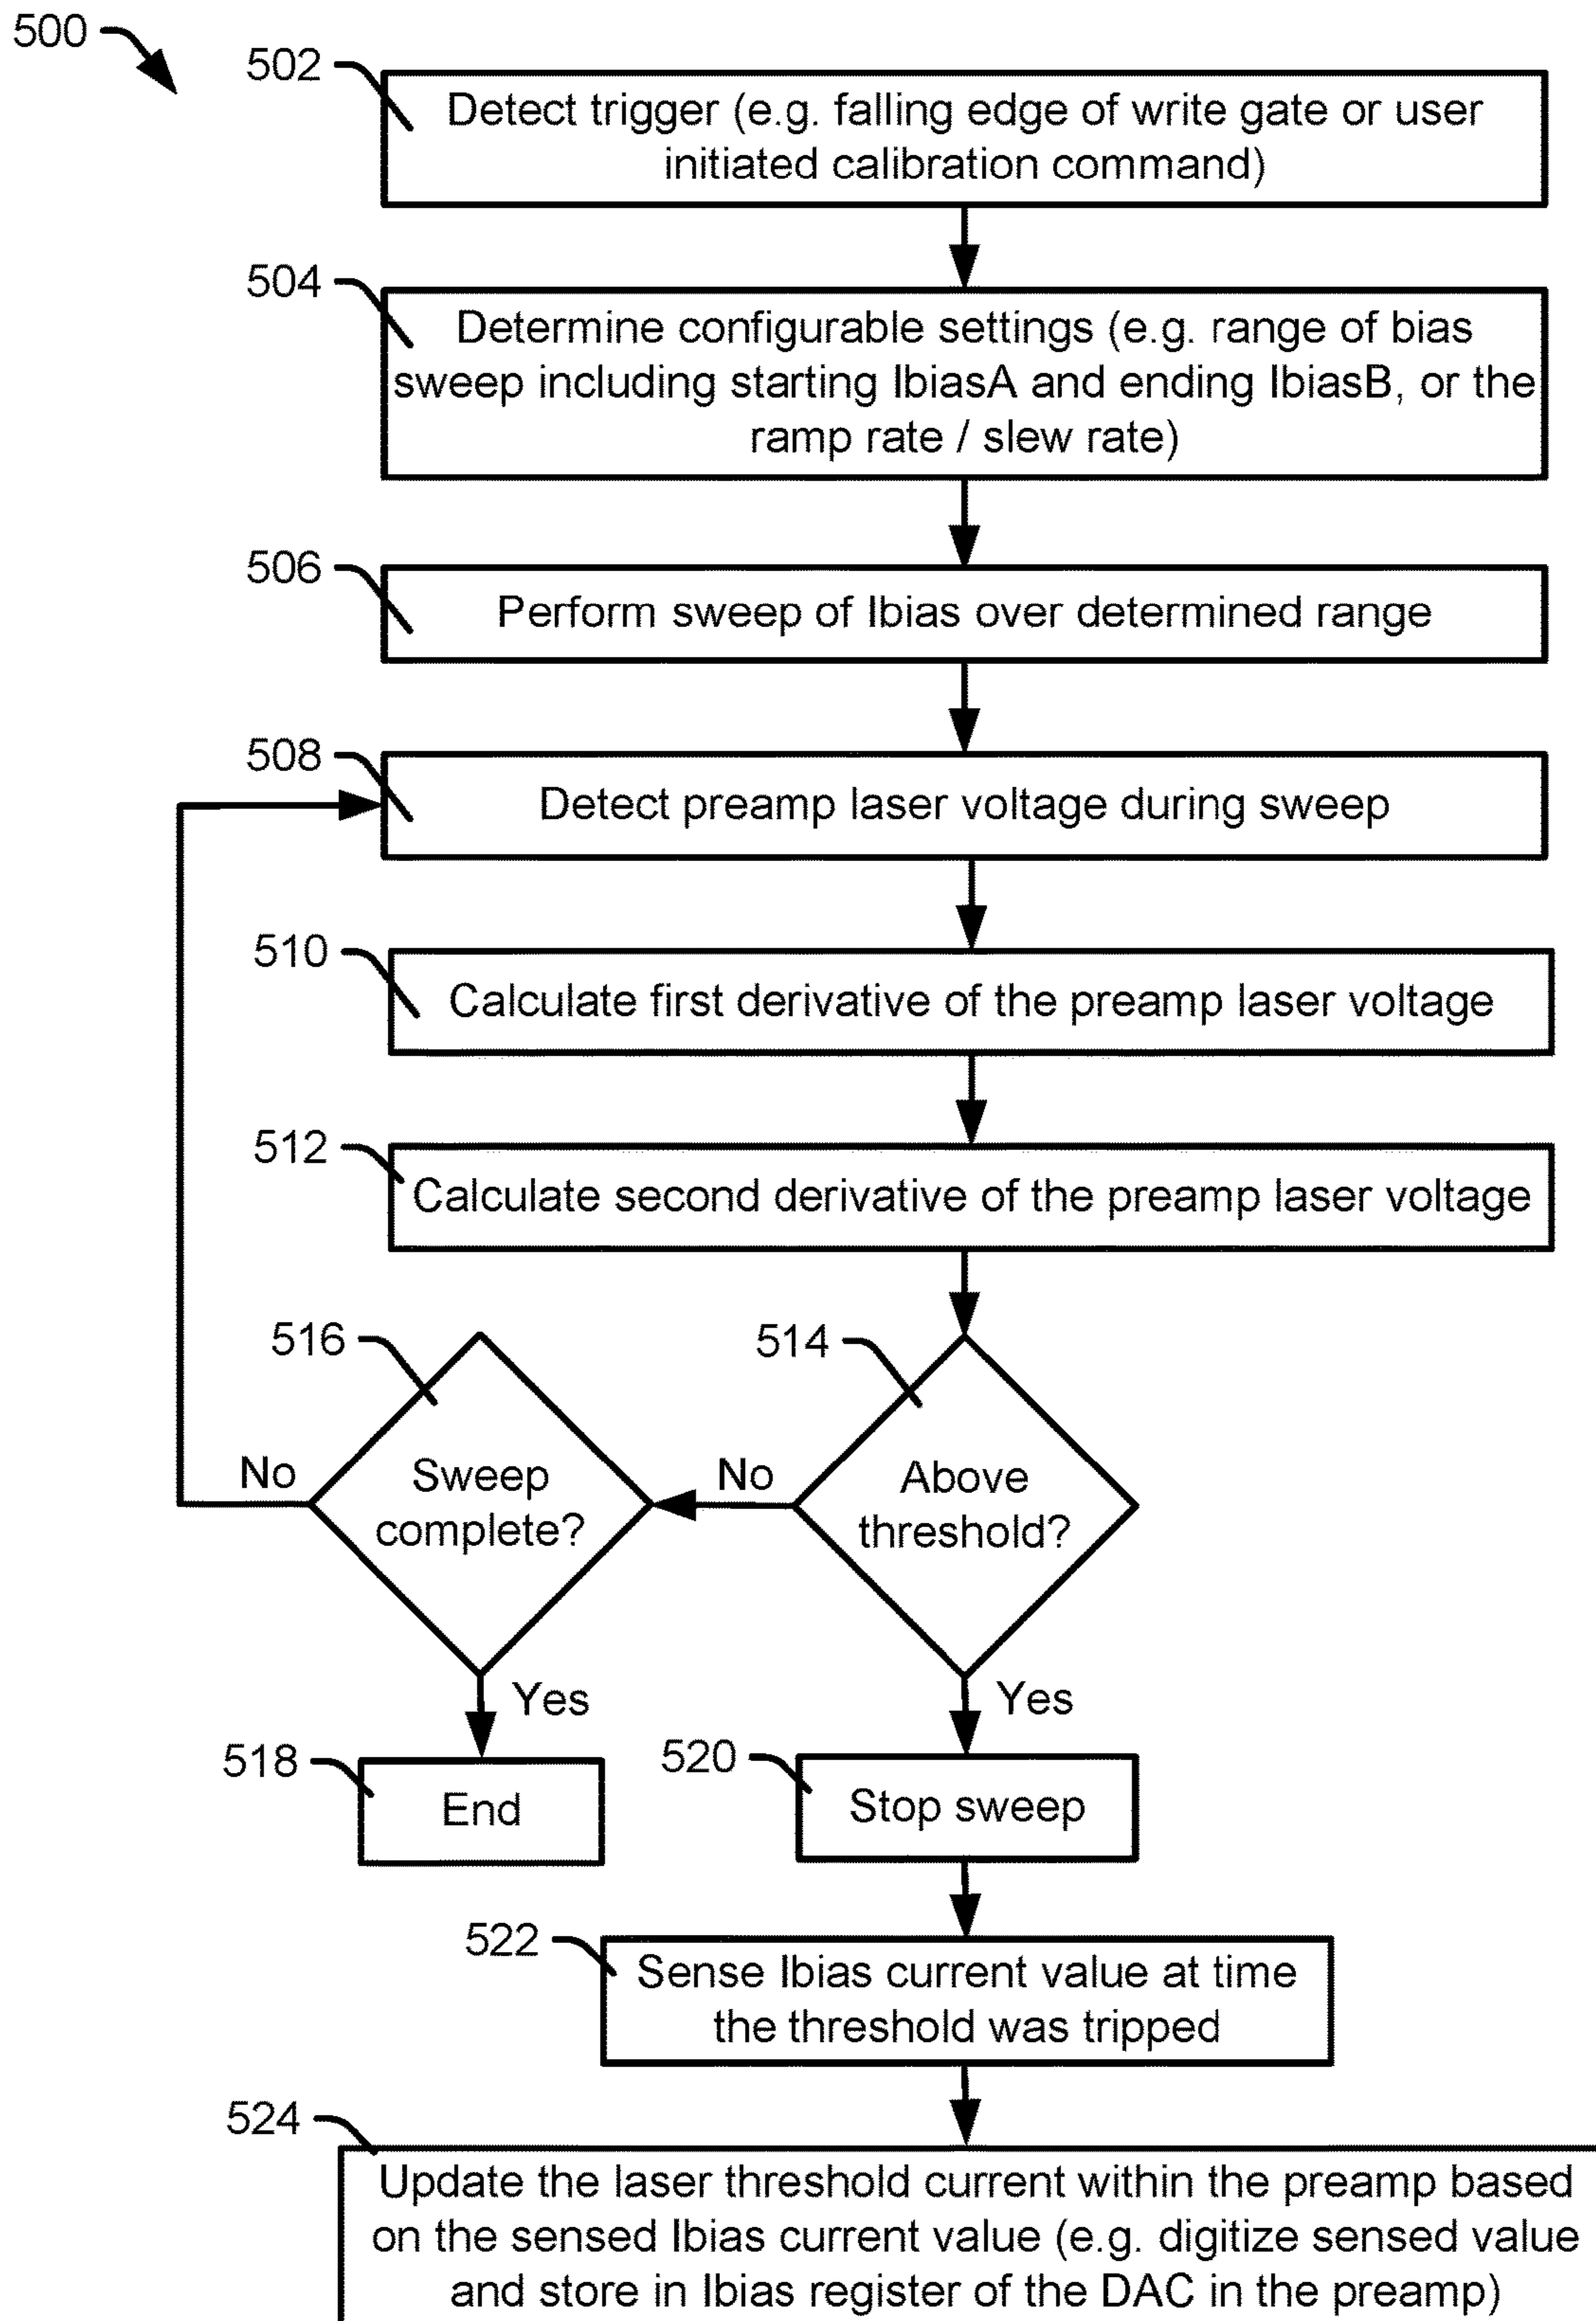 500
502
Detect trigger (e.g. falling edge of write gate or user
initiated calibration command)
504
Determine configurable settings (e.g. range of bias
sweep including starting IbiasA and ending IbiasB, or the
ramp rate / slew rate)
506
Perform sweep of Ibias over determined range
508
Detect preamp laser voltage during sweep
510
Calculate first derivative of the preamp laser voltage
512
Calculate second derivative of the preamp laser voltage
516
514
No
Sweep
complete?
No
Above
threshold?
Yes
Yes
518
End
520
Stop sweep
522
Sense Ibias current value at time
the threshold was tripped
524
Update the laser threshold current within the preamp based
on the sensed Ibias current value (e.g. digitize sensed value
and store in Ibias register of the DAC in the preamp)